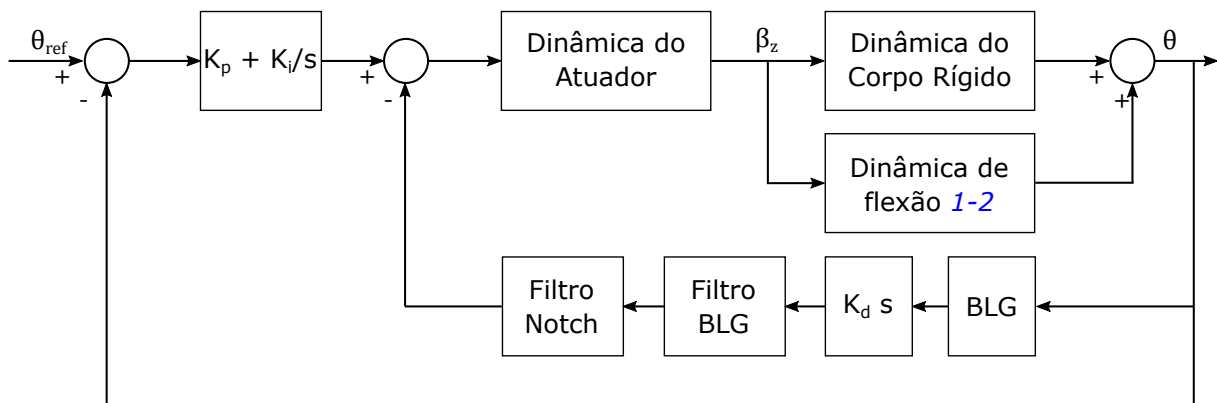 θref
+
-
Kp + Ki/s
+
-
Dinâmica do
Atuador
βz
Dinâmica do
Corpo Rígido
+
+
θ
Dinâmica de
flexão 1-2
Filtro
Notch
Filtro
BLG
Kd s
BLG